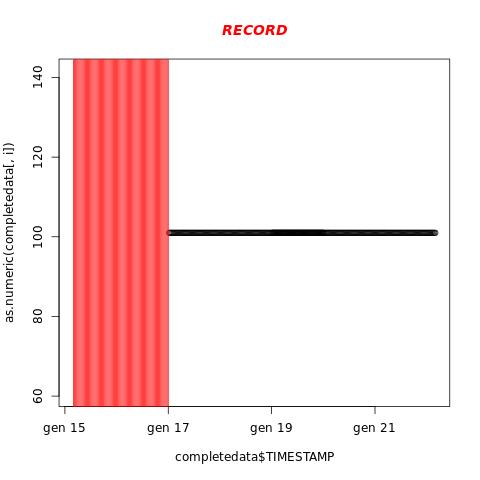 RECORD
as.numeric(completedata[, i])
140
120
100
80
60
gen 15
gen 17
gen 19
gen 21
completedata$TIMESTAMP